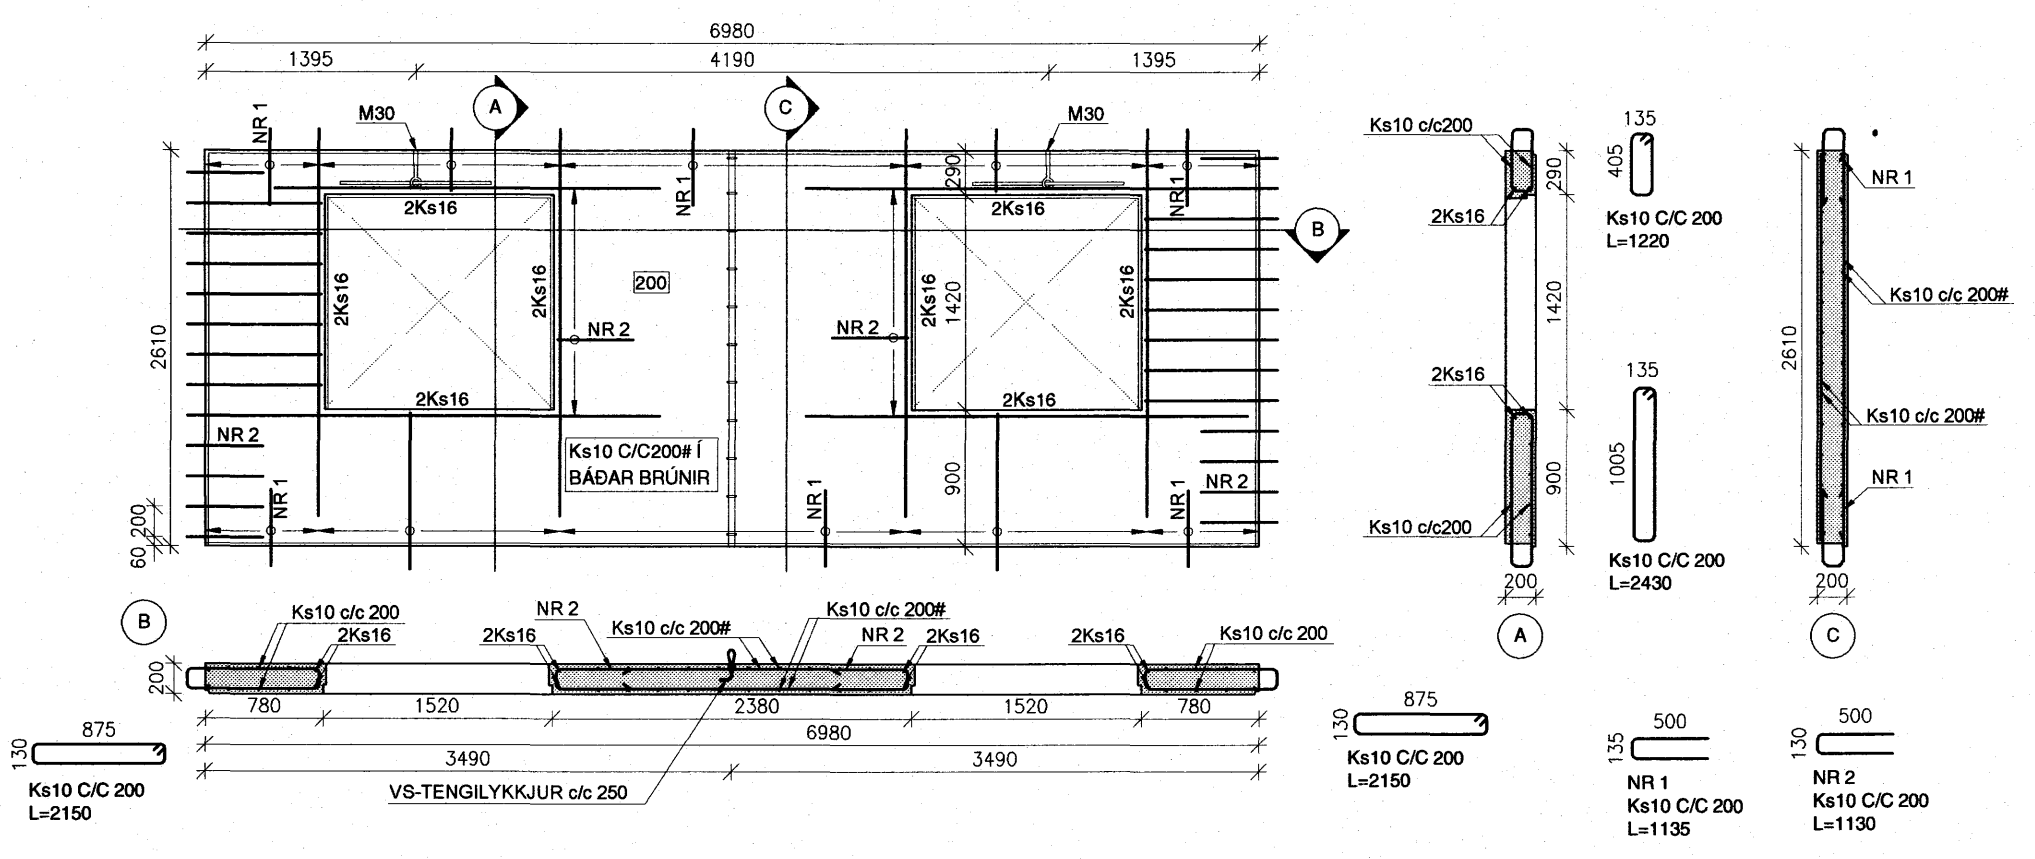 6980
1395
4190
1395
A
C
M30
M30
NR 1
NR 1
NR 1
290
2Ks16
2Ks16
B
2Ks16
2Ks16
2Ks16
2Ks16
200
1420
NR 2
NR 2
2610
2Ks16
2Ks16
NR 2
Ks10 C/C200# Í
BÁÐAR BRÚNIR
900
NR 1
NR 1
NR 2
200
60
Ks10 c/c200
290
2Ks16
1420
2Ks16
900
Ks10 c/c200
200
A
135
405
Ks10 C/C 200
L=1220
135
1005
Ks10 C/C 200
L=2430
NR 1
Ks10 c/c 200#
2610
Ks10 c/c 200#
NR 1
200
C
B
Ks10 c/c 200
2Ks16
NR 2
2Ks16
Ks10 c/c 200#
Ks10 c/c 200#
NR 2
2Ks16
2Ks16
Ks10 c/c 200
200
780
1520
2380
1520
780
6980
3490
3490
VS-TENGILYKKJUR c/c 250
875
130
Ks10 C/C 200
L=2150
875
130
Ks10 C/C 200
L=2150
500
135
NR 1
Ks10 C/C 200
L=1135
500
130
NR 2
Ks10 C/C 200
L=1130